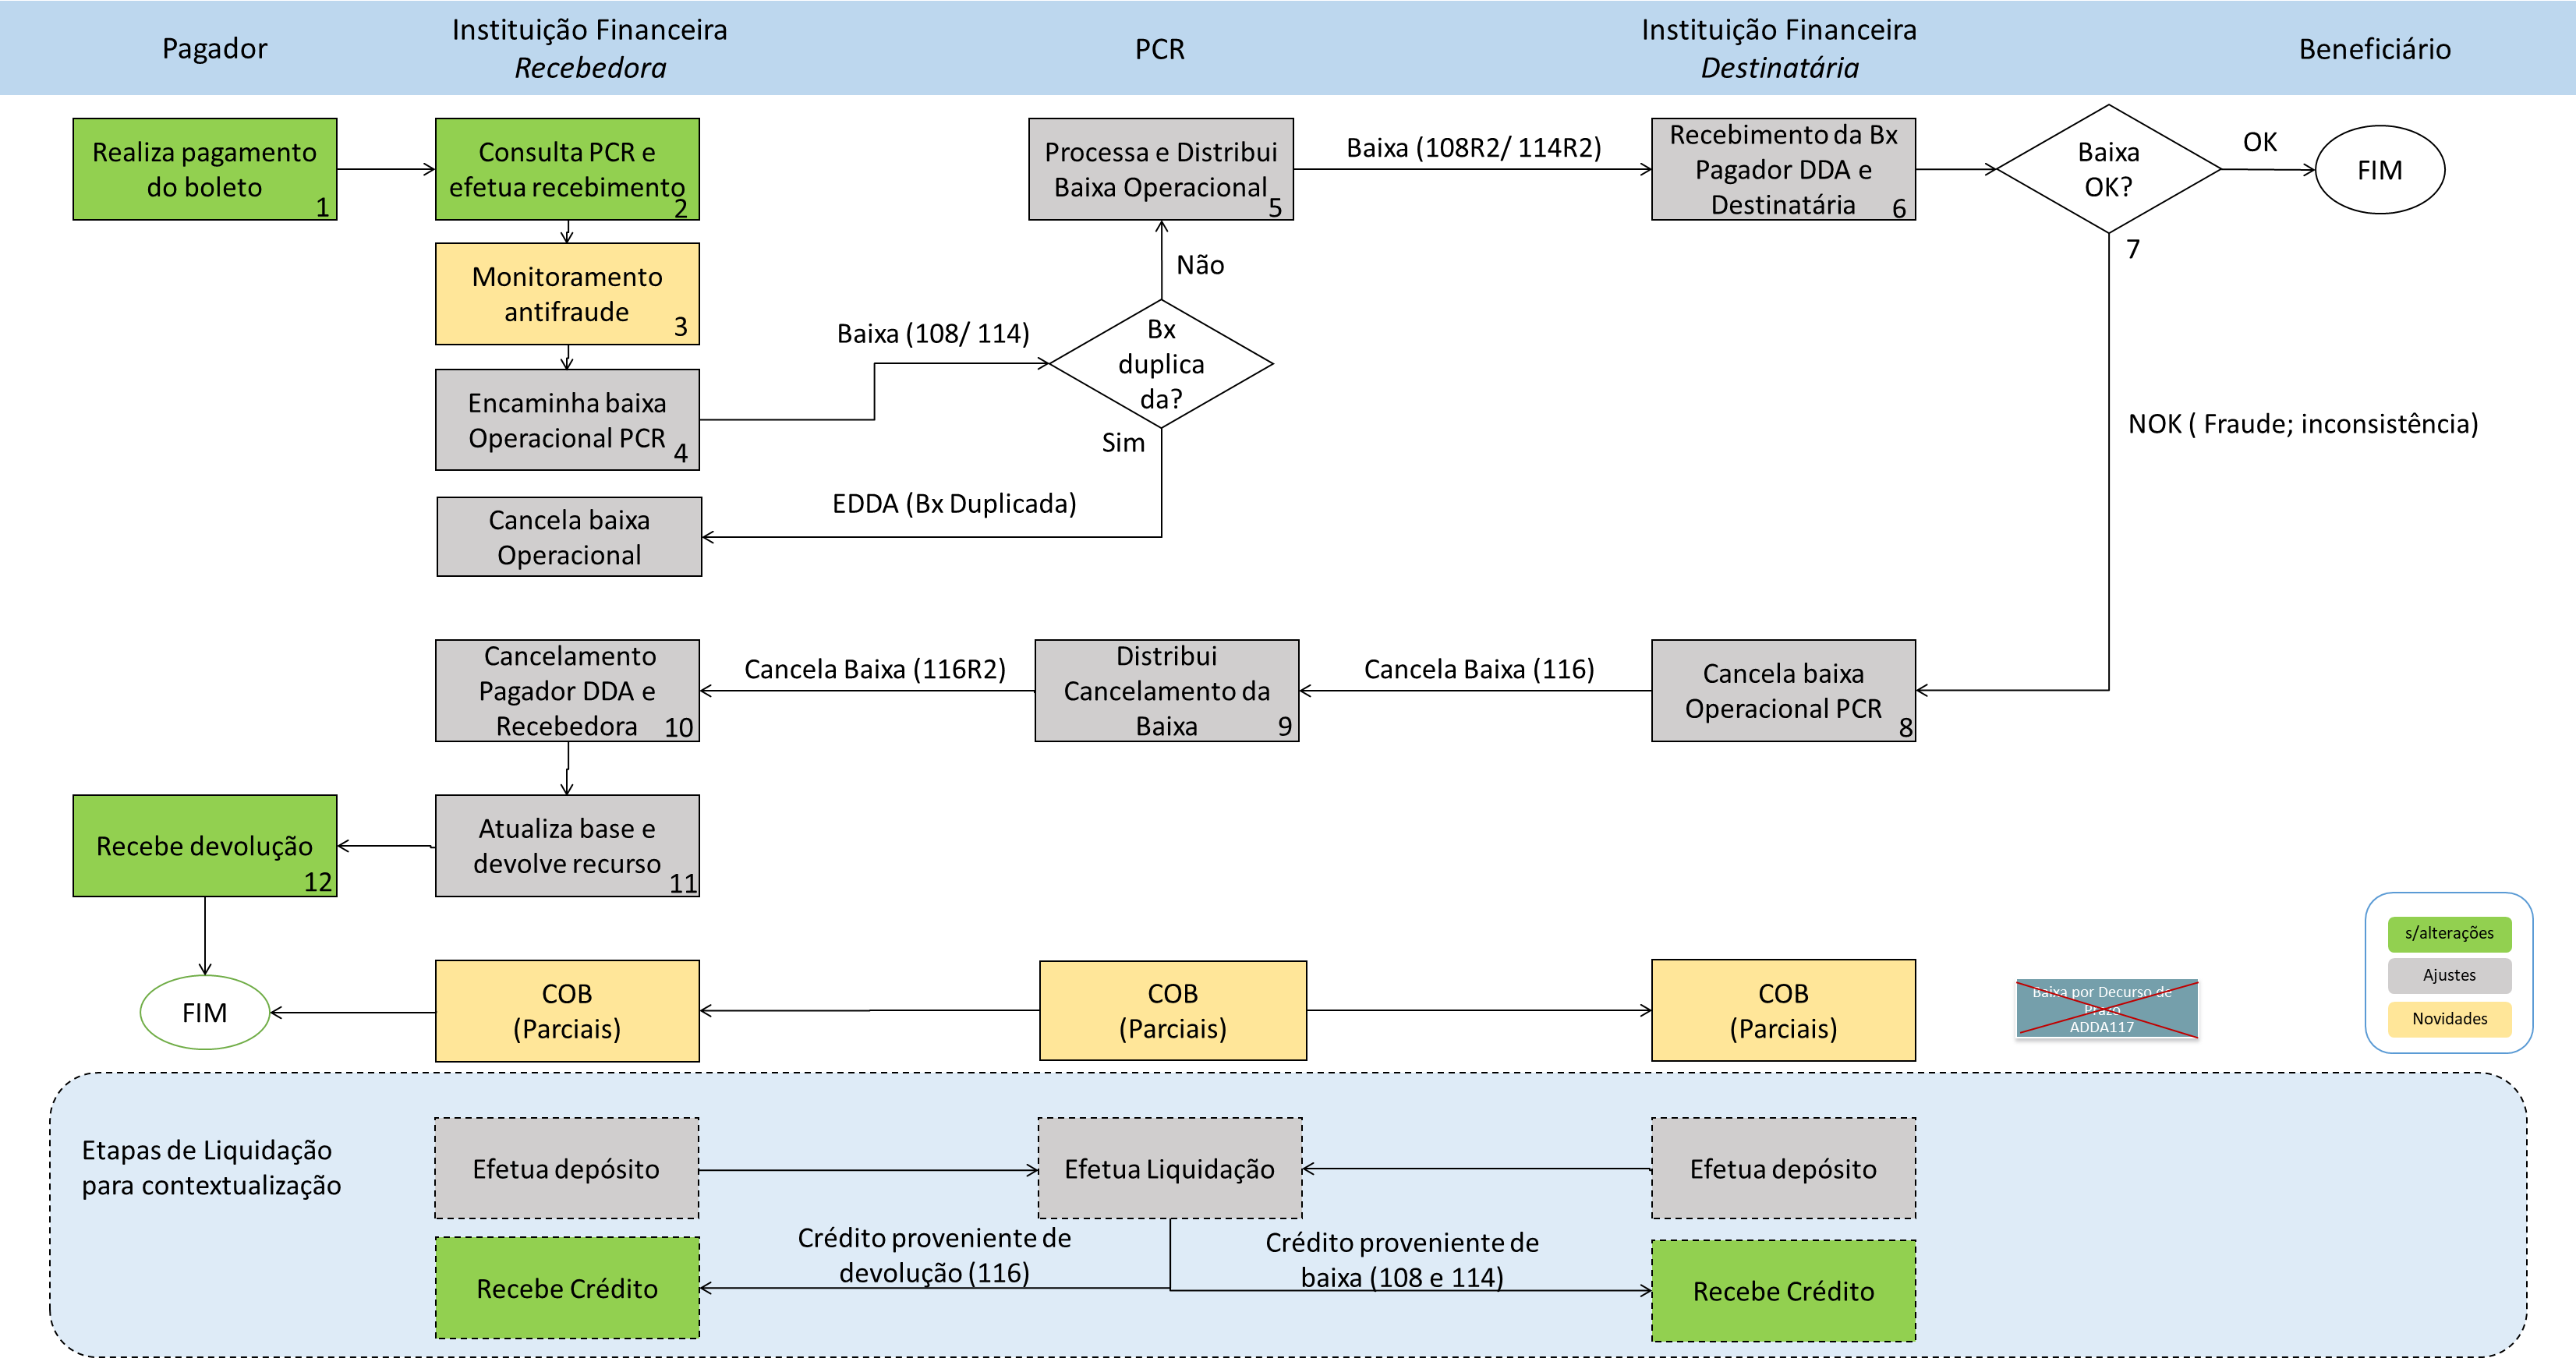 Pagador
Instituição Financeira
Recebedora
PCR
Instituição Financeira
Destinatária
Beneficiário
Realiza pagamento
do boleto
1
Consulta PCR e
efetua recebimento
2
Processa e Distribui
Baixa Operacional
5
Baixa (108R2/ 114R2)
Recebimento da Bx
Pagador DDA e
Destinatária
6
Baixa
OK?
7
OK
FIM
Monitoramento
antifraude
3
Não
Baixa (108/ 114)
Bx
duplica
da?
Sim
Encaminha baixa
Operacional PCR
4
NOK ( Fraude; inconsistência)
EDDA (Bx Duplicada)
Cancela baixa
Operacional
Cancelamento
Pagador DDA e
Recebedora
10
Cancela Baixa (116R2)
Distribui
Cancelamento da
Baixa
9
Cancela Baixa (116)
Cancela baixa
Operacional PCR
8
Recebe devolução
12
Atualiza base e
devolve recurso
11
FIM
COB
(Parciais)
COB
(Parciais)
COB
(Parciais)
Baixa por Decurso de
Prazo
ADDA117
s/alterações
Ajustes
Novidades
Etapas de Liquidação
para contextualização
Efetua depósito
Efetua Liquidação
Efetua depósito
Recebe Crédito
Crédito proveniente de
devolução (116)
Crédito proveniente de
baixa (108 e 114)
Recebe Crédito